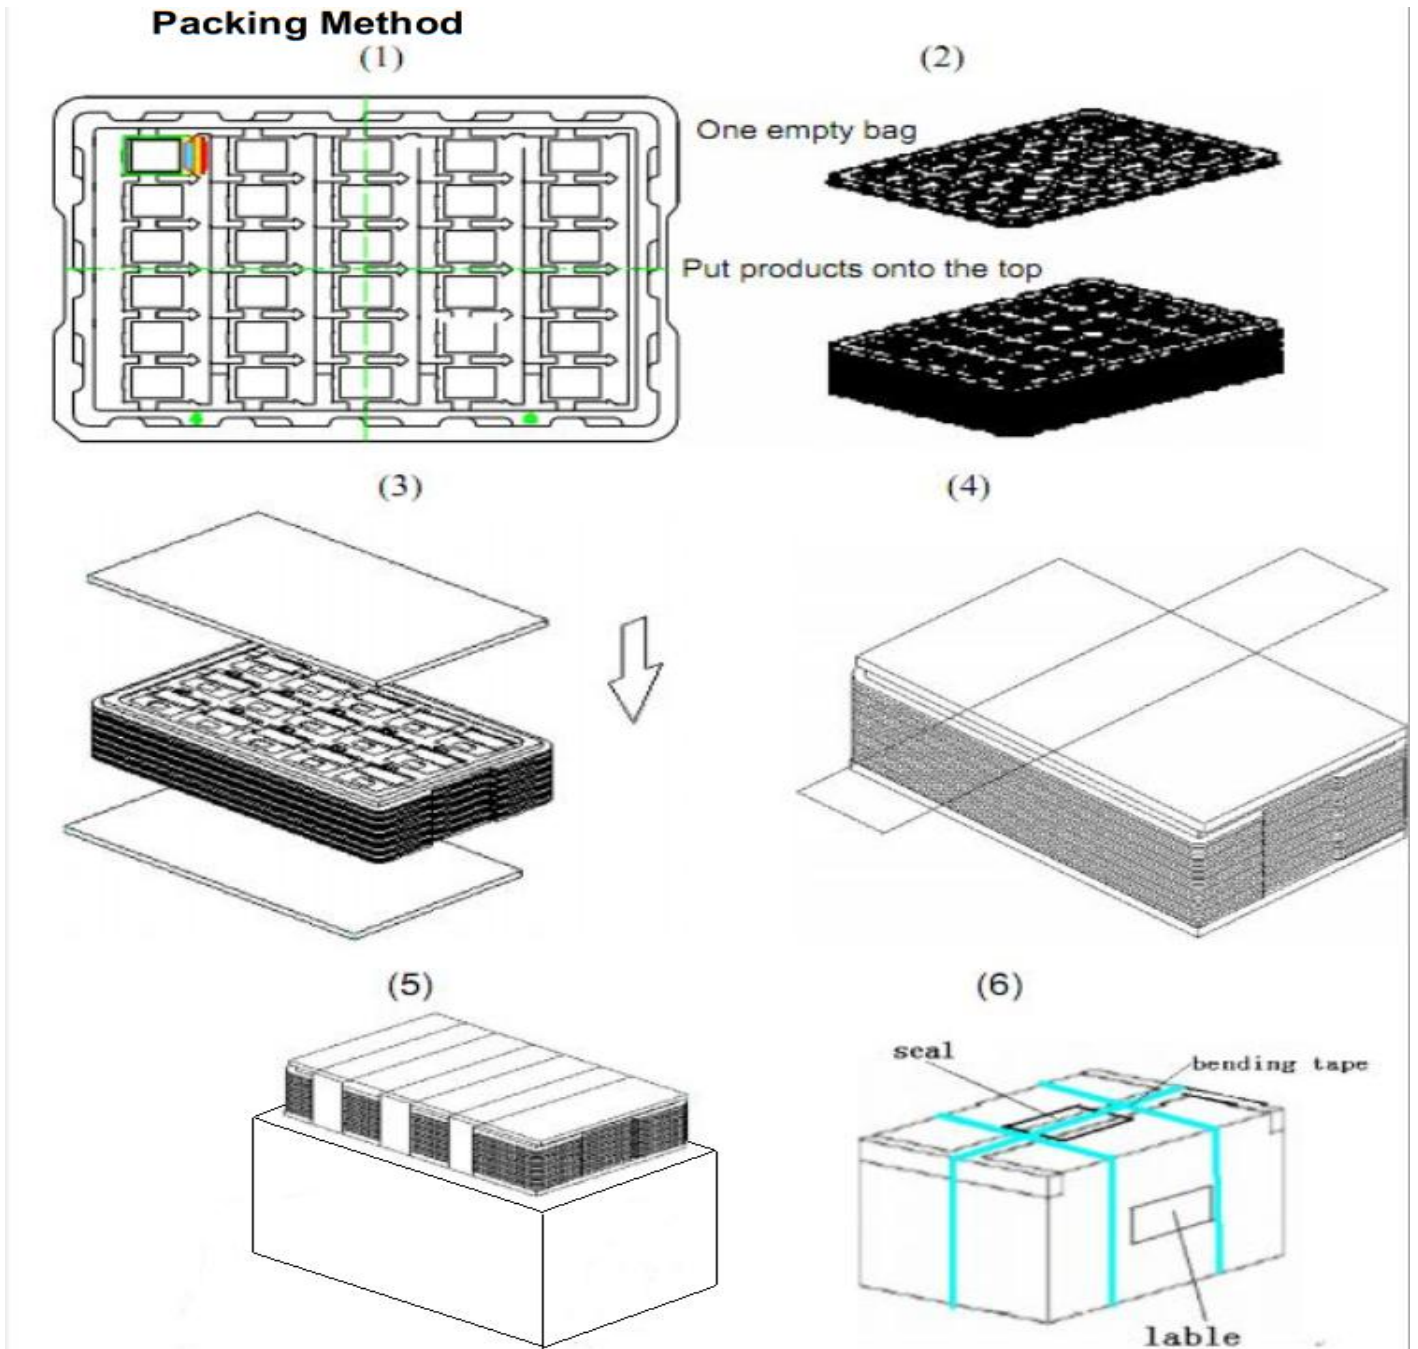 Packing Method
(1)
(2)
One empty bag
Put products onto the top
(3)
(4)
(5)
(6)
seal
bending tape
lable